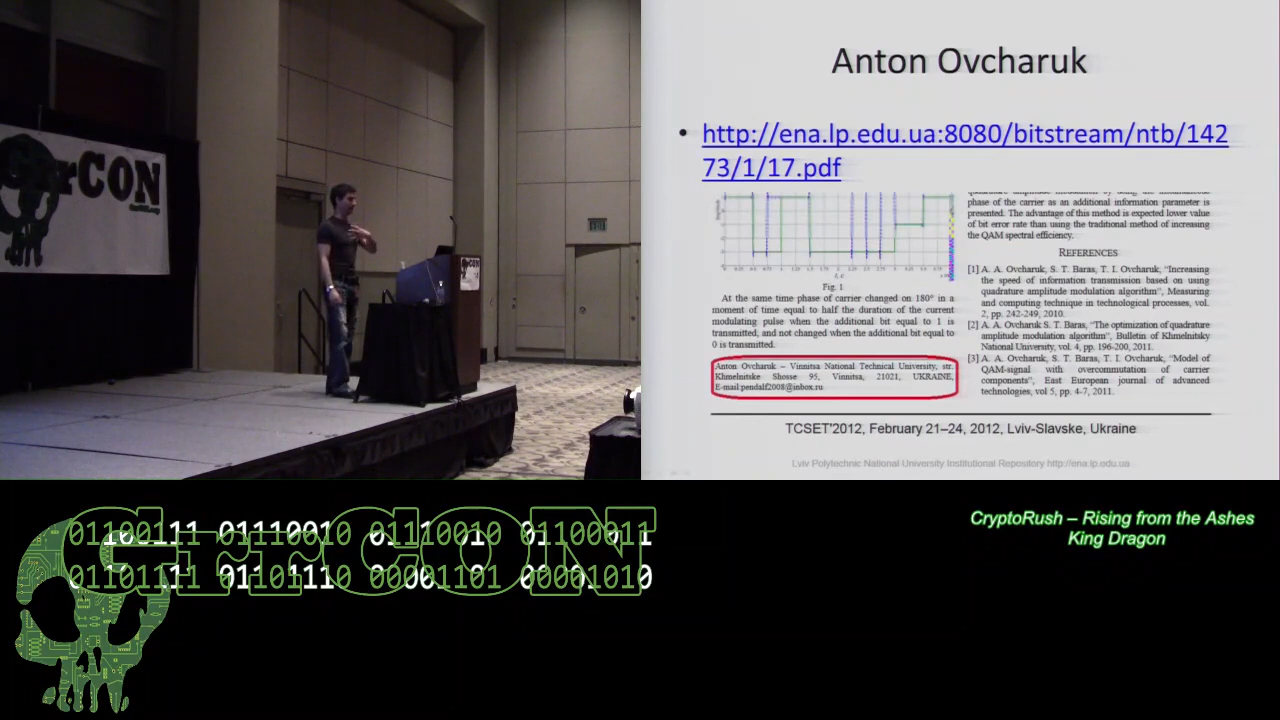 GrrCON
Anton Ovcharuk
• http://ena.lp.edu.ua:8080/bitstream/ntb/142
73/1/17.pdf
Fig. 1
At the same time phase of carrier changed on 180° in a
moment of time equal to half the duration of the current
modulating pulse when the additional bit equal to 1 is
transmitted, and not changed when the additional bit equal to
0 is transmitted.
Anton Ovcharuk – Vinnitsa National Technical University, str.
Khmelnitske Shosse 95, Vinnitsa, 21021, UKRAINE,
E-mail:pendalf2008@inbox.ru
quadrature amplitude modulation by using the instantaneous
phase of the carrier as an additional information parameter is
presented. The advantage of this method is expected lower value
of bit error rate than using the traditional method of increasing
the QAM spectral efficiency.
REFERENCES
[1] A. A. Ovcharuk, S. T. Baras, T. I. Ovcharuk, “Increasing
the speed of information transmission based on using
quadrature amplitude modulation algorithm”, Measuring
and computing technique in technological processes, vol.
2, pp. 242-249, 2010.
[2] A. A. Ovcharuk S. T. Baras, “The optimization of quadrature
amplitude modulation algorithm”, Bulletin of Khmelnitsky
National University, vol. 4, pp. 196-200, 2011.
[3] A. A. Ovcharuk, S. T. Baras, T. I. Ovcharuk, “Model of
QAM-signal with overcommutation of carrier
components”, East European journal of advanced
technologies, vol 5, pp. 4-7, 2011.
TCSET'2012, February 21–24, 2012, Lviv-Slavske, Ukraine
Lviv Polytechnic National University Institutional Repository http://ena.lp.edu.ua
01100111 01110010 01110010 01100011
01101111 01101110 00001101 00001010
GrrCON
CryptoRush – Rising from the Ashes
King Dragon